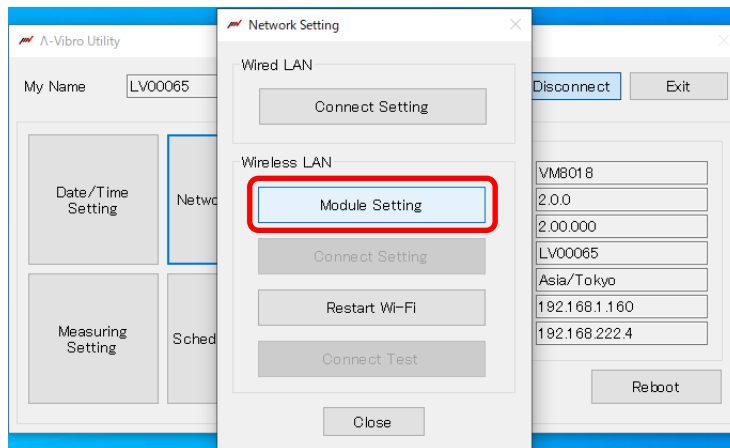 Network Setting
Λ-Vibro Utility
My Name
LV00065
Disconnect
Exit
Wired LAN
Connect Setting
Wireless LAN
Module Setting
Connect Setting
Restart Wi-Fi
Connect Test
Close
Date/Time
Setting
Netwo
Measuring
Setting
Sched
VM8018
2.0.0
2.00.000
LV00065
Asia/Tokyo
192.168.1.160
192.168.222.4
Reboot